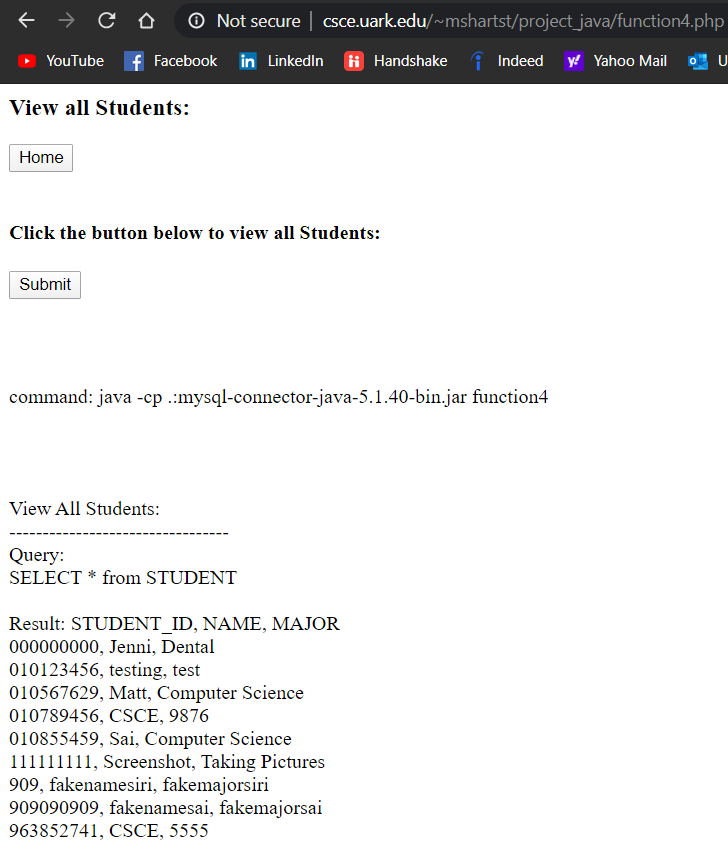 Not secure | csce.uark.edu/~mshartst/project_java/function4.php
YouTube Facebook LinkedIn Handshake Indeed Yahoo Mail U
View all Students:
Home
Click the button below to view all Students:
Submit
command: java -cp .:mysql-connector-java-5.1.40-bin.jar function4
View All Students:
---------------------------------
Query:
SELECT * from STUDENT
Result: STUDENT_ID, NAME, MAJOR
000000000, Jenni, Dental
010123456, testing, test
010567629, Matt, Computer Science
010789456, CSCE, 9876
010855459, Sai, Computer Science
111111111, Screenshot, Taking Pictures
909, fakenamesiri, fakemajorsiri
909090909, fakenamesai, fakemajorsai
963852741, CSCE, 5555